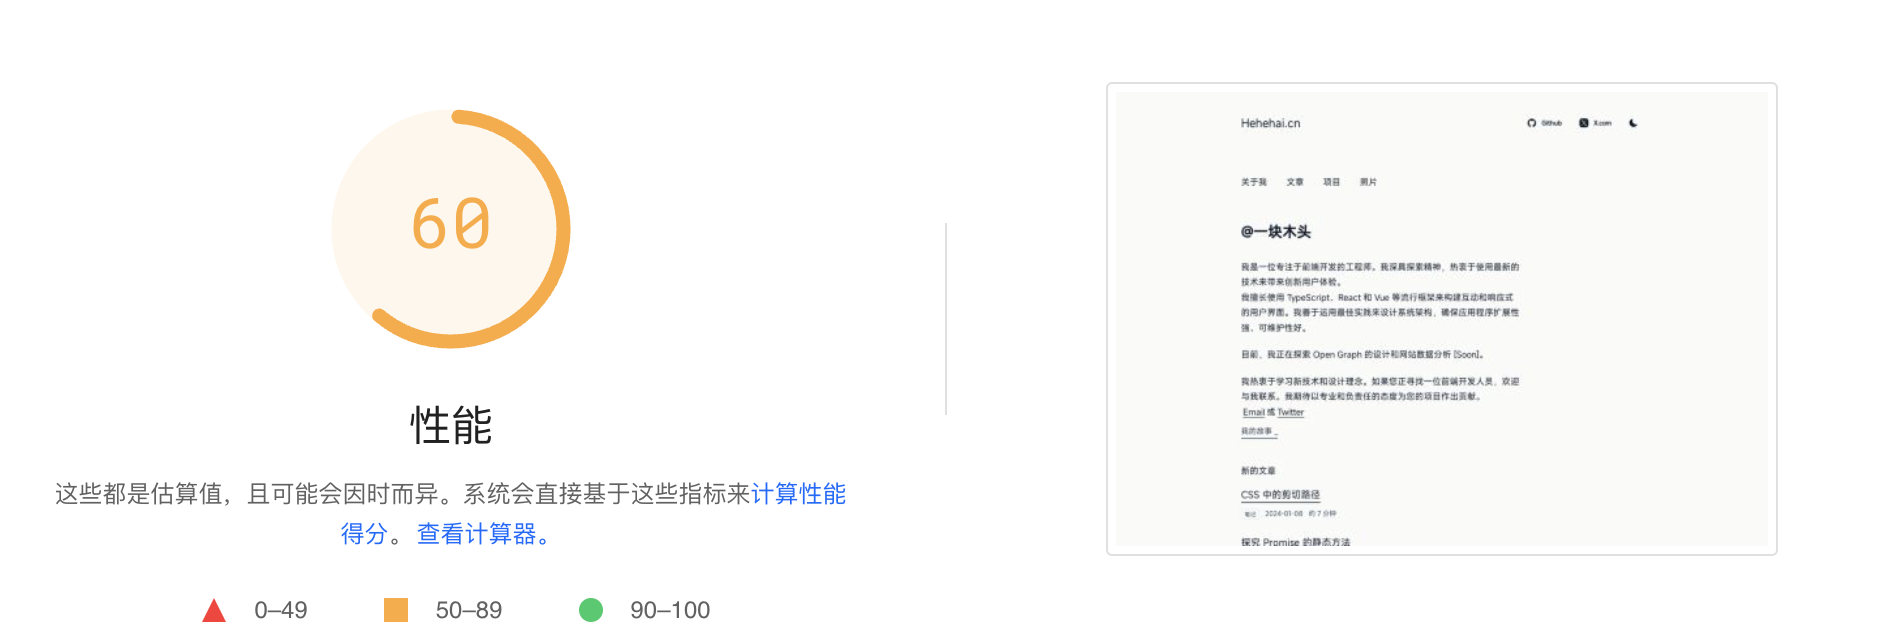 60
性能
这些都是估算值，且可能会因时而异。系统会直接基于这些指标来计算性能
得分。 查看计算器。
0–49
50–89
90–100
Hehehai.cn
Github
X.com
关于我 文章 项目 照片
@一块木头
我是一位专注于前端开发的工程师。我深具探索精神，热衷于使用最新的
技术来带来创新用户体验。
我擅长使用 TypeScript、React 和 Vue 等流行框架来构建互动和响应式
的用户界面。我善于运用最佳实践来设计系统架构，确保应用程序扩展性
强、可维护性好。
目前，我正在探索 Open Graph 的设计和网站数据分析 [Soon]。
我热衷于学习新技术和设计理念。如果您正寻找一位前端开发人员，欢迎
与我联系。我期待以专业和负责任的态度为您的项目作出贡献。
Email 或 Twitter
我的故事 _
新的文章
CSS 中的剪切路径
笔记 2024-01-08 约 7 分钟
探究 Promise 的静态方法